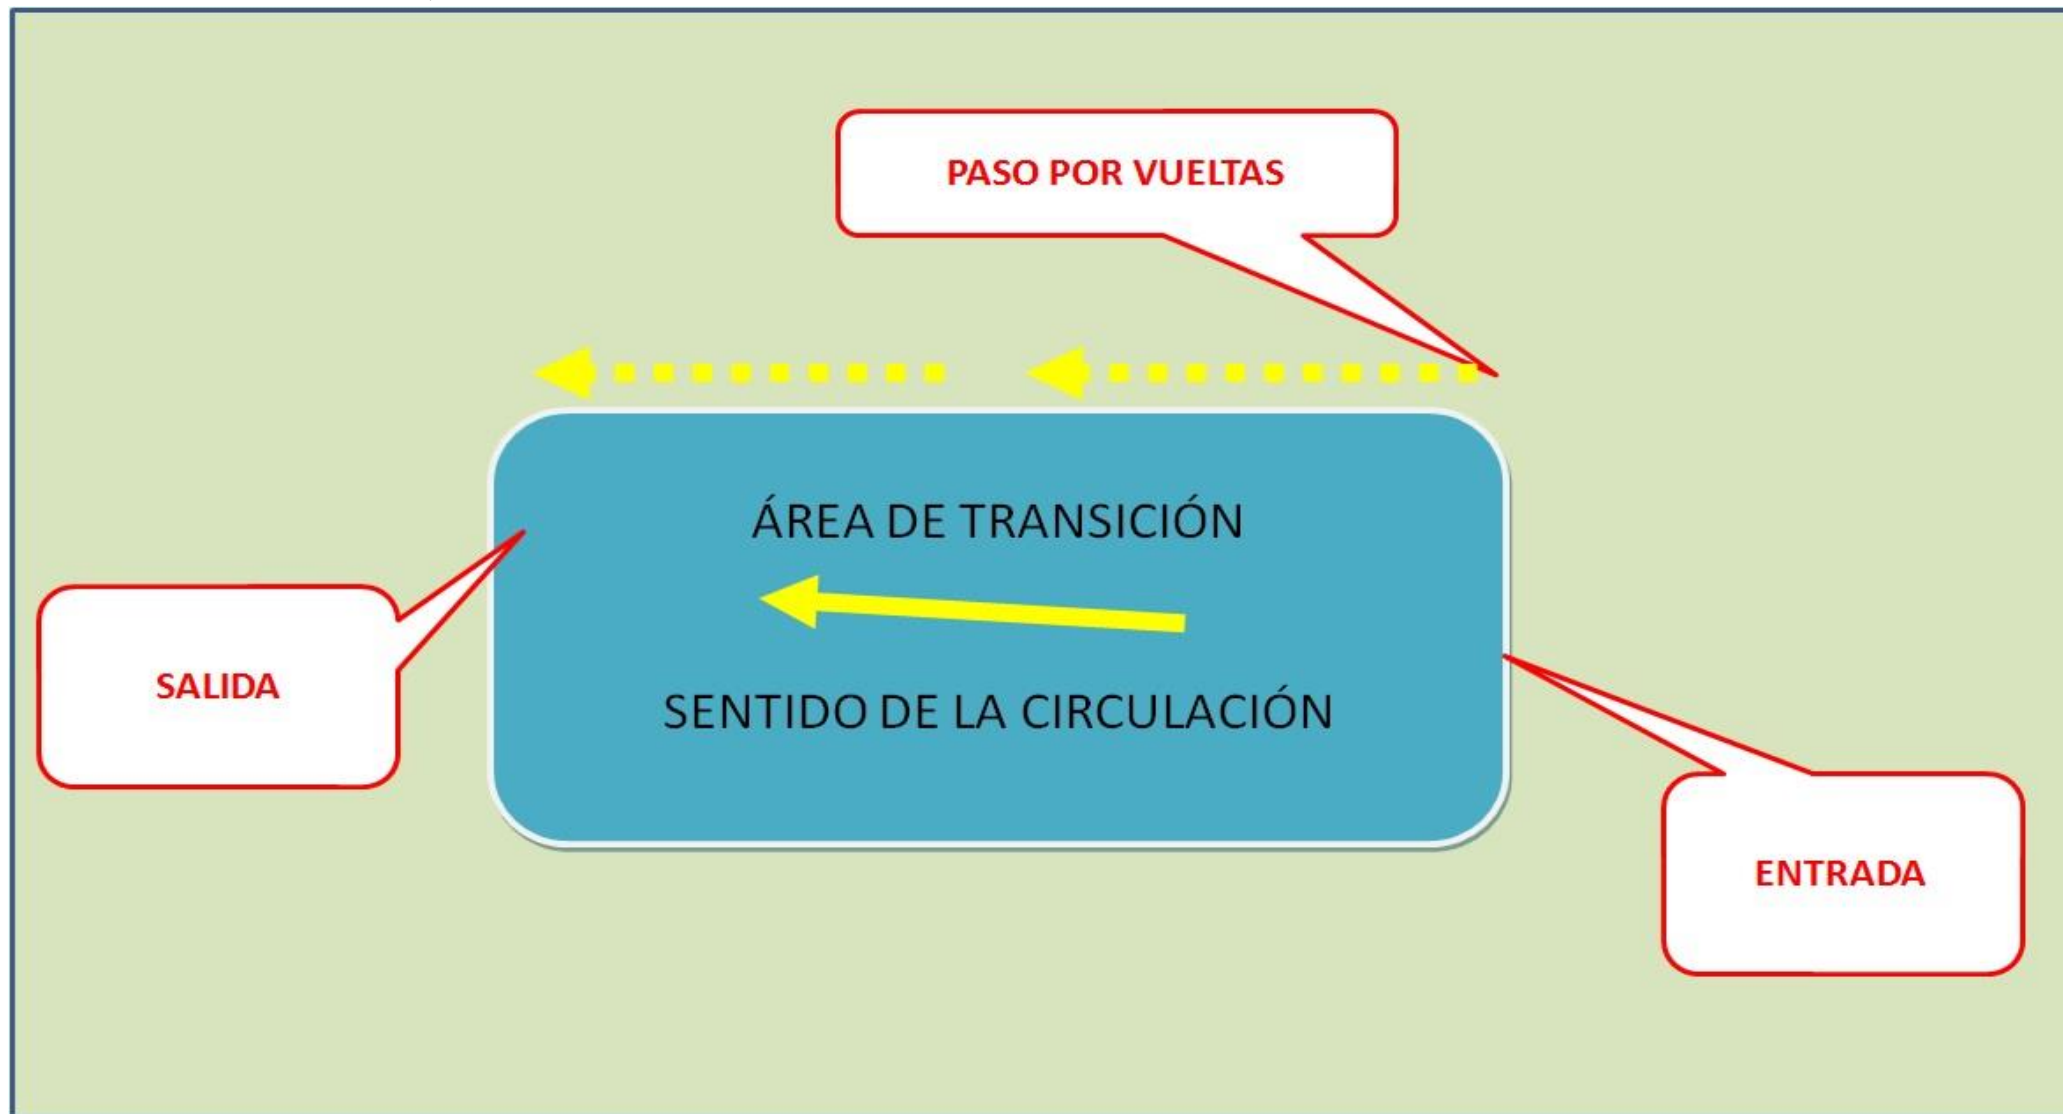 PASO POR VUELTAS
ÁREA DE TRANSICIÓN
SALIDA
SENTIDO DE LA CIRCULACIÓN
ENTRADA